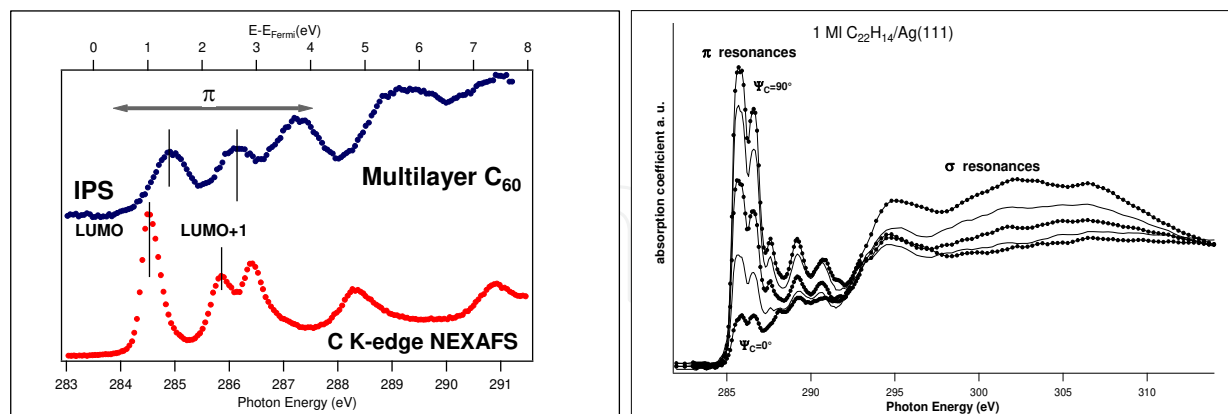 E-E_Fermi(eV)
0 1 2 3 4 5 6 7 8
π
IPS
Multilayer C₆₀
LUMO
LUMO+1
C K-edge NEXAFS
283 284 285 286 287 288 289 290 291
Photon Energy (eV)
1 Ml C₂₂H₁₄/Ag(111)
π resonances
Ψ_C=90°
σ resonances
absorption coefficient a. u.
Ψ_C=0°
285 290 295 300 305 310
Photon Energy (eV)